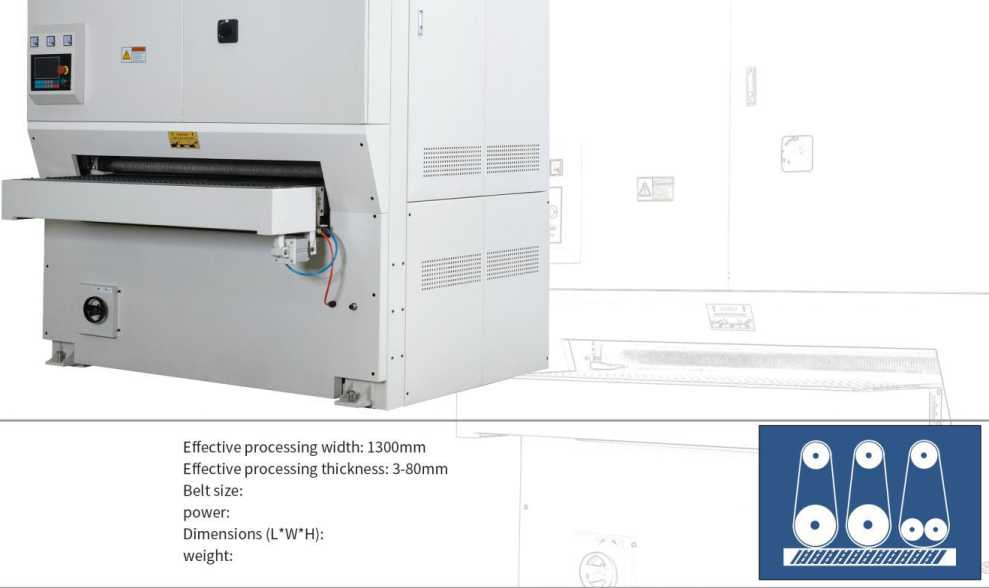 Effective processing width: 1300mm
Effective processing thickness: 3-80mm
Belt size:
power:
Dimensions (L*W*H):
weight: